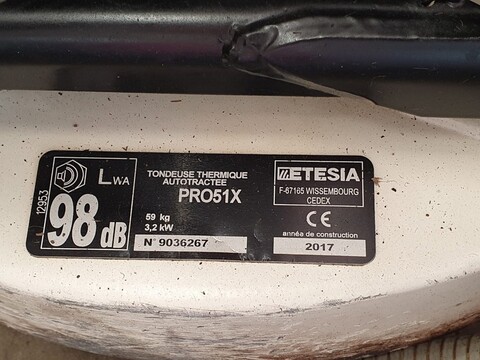 12953
LWA
98 dB
TONDEUSE THERMIQUE
AUTOTRACTEE
PRO51X
59 kg
3,2 kW
N° 9036267
ETESIA
F-67165 WISSEMBOURG
CEDEX
CE
année de construction
2017